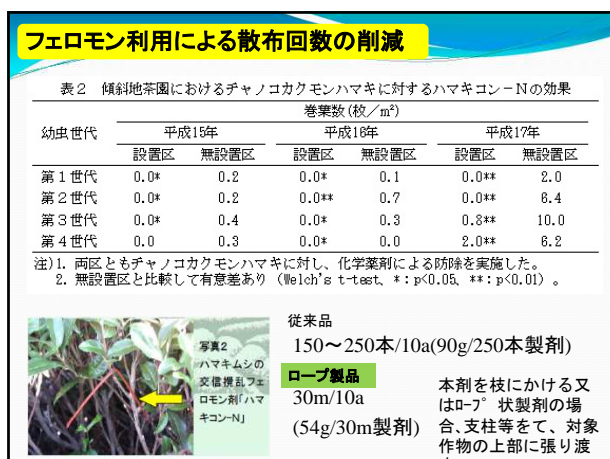 フェロモン利用による散布回数の削減
表2 傾斜地茶園におけるチャノコカクモンハマキに対するハマキコン-Nの効果
巻葉数(枚/m²)
幼虫世代 平成15年 平成16年 平成17年
設置区 無設置区 設置区 無設置区 設置区 無設置区
第1世代 0.0* 0.2 0.0* 0.1 0.0** 2.0
第2世代 0.0* 0.2 0.0** 0.7 0.0** 6.4
第3世代 0.0* 0.4 0.0* 0.3 0.8** 10.0
第4世代 0.0 0.3 0.0* 0.0 2.0** 6.2
注)1. 両区ともチャノコカクモンハマキに対し、化学薬剤による防除を実施した。
2. 無設置区と比較して有意差あり (Welch's t-test、*:p<0.05、**:p<0.01) 。
写真2
ハマキムシの
交信撹乱フェ
ロモン剤「ハマ
キコン-N」
従来品
150~250本/10a(90g/250本製剤)
ロープ製品
30m/10a
(54g/30m製剤)
本剤を枝にかける又
はロープ状製剤の場
合、支柱等をて、対象
作物の上部に張り渡